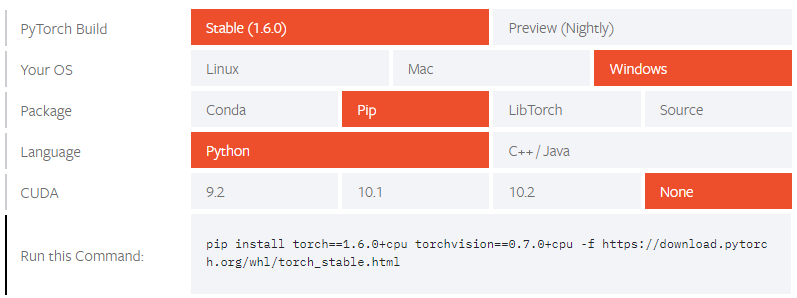 PyTorch Build Stable (1.6.0) Preview (Nightly)
Your OS Linux Mac Windows
Package Conda Pip LibTorch Source
Language Python C++ / Java
CUDA 9.2 10.1 10.2 None
Run this Command: pip install torch==1.6.0+cpu torchvision==0.7.0+cpu -f https://download.pytorc
h.org/whl/torch_stable.html